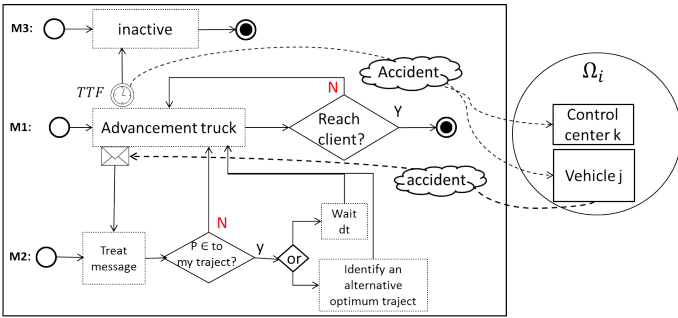 M3:
inactive
TTF
Accident
Ω_i
N
Control
center k
M1:
Advancement truck
Reach
client?
Y
Vehicle j
accident
N
Wait
dt
M2:
Treat
message
P ∈ to
my traject?
y
or
Identify an
alternative
optimum traject